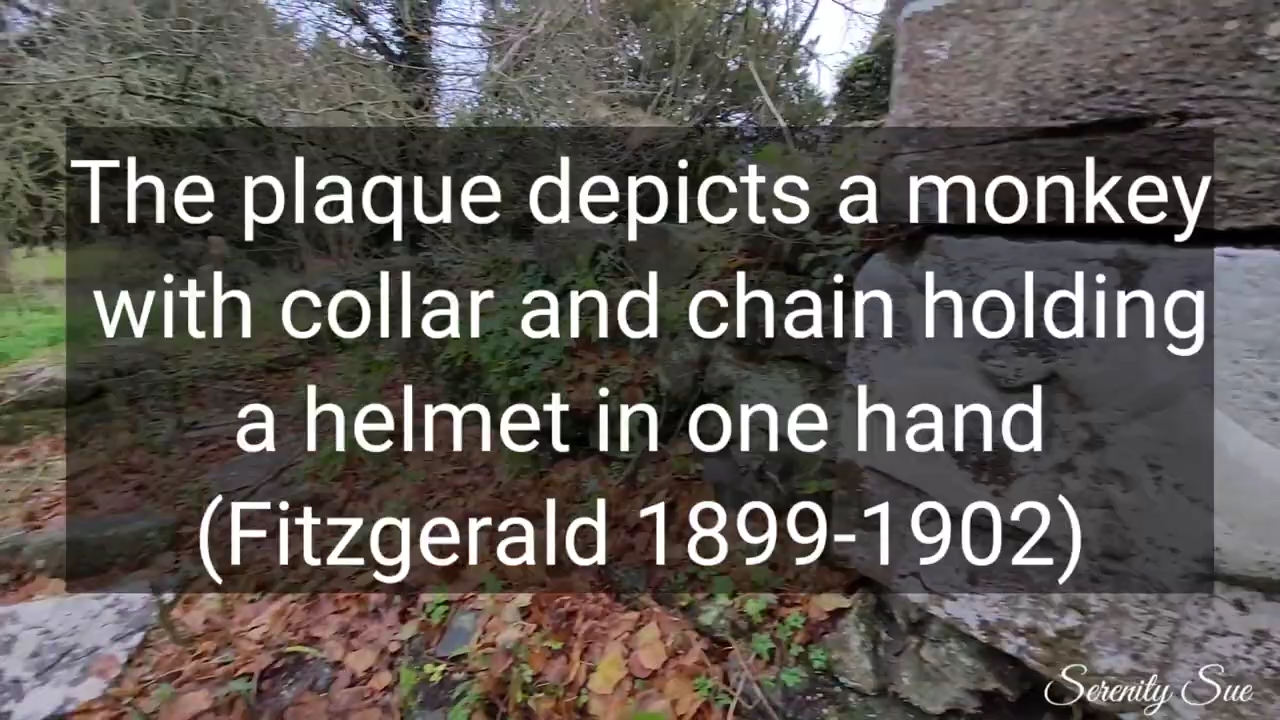 The plaque depicts a monkey
with collar and chain holding
a helmet in one hand
(Fitzgerald 1899-1902)
Serenity Sue